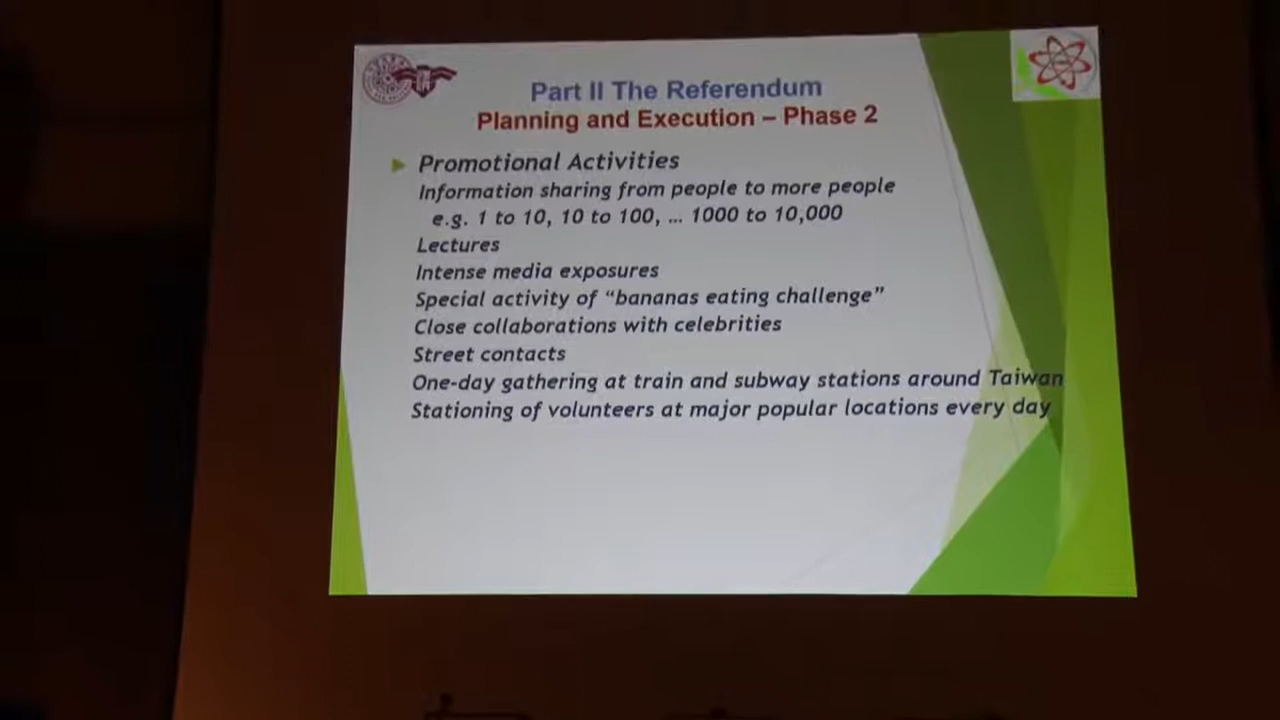 Part II The Referendum
Planning and Execution – Phase 2
Promotional Activities
Information sharing from people to more people
e.g. 1 to 10, 10 to 100, … 1000 to 10,000
Lectures
Intense media exposures
Special activity of “bananas eating challenge”
Close collaborations with celebrities
Street contacts
One-day gathering at train and subway stations around Taiwan
Stationing of volunteers at major popular locations every day